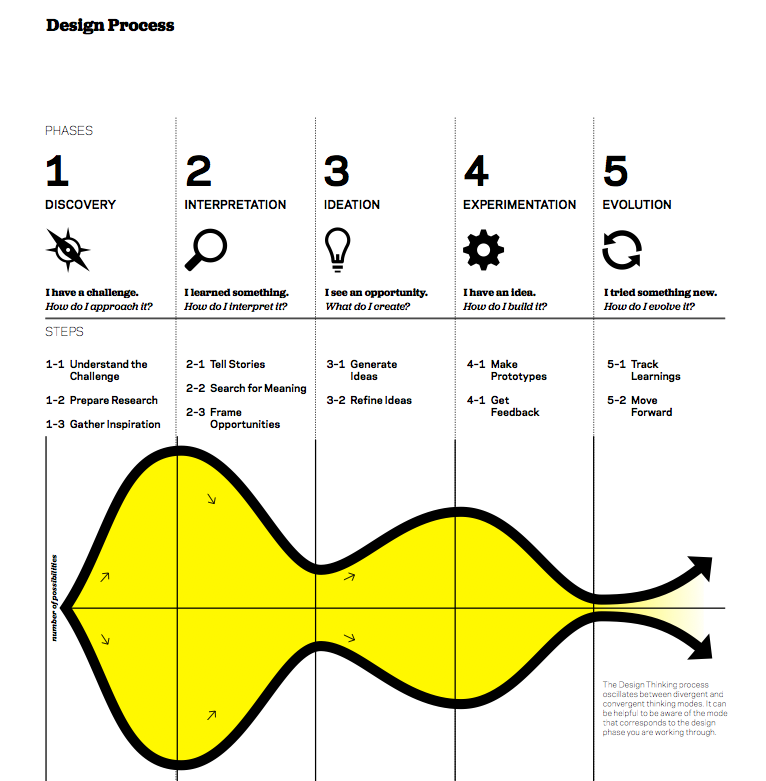 Design Process
PHASES
1
DISCOVERY
I have a challenge.
How do I approach it?
2
INTERPRETATION
I learned something.
How do I interpret it?
3
IDEATION
I see an opportunity.
What do I create?
4
EXPERIMENTATION
I have an idea.
How do I build it?
5
EVOLUTION
I tried something new.
How do I evolve it?
STEPS
1-1 Understand the
Challenge
1-2 Prepare Research
1-3 Gather Inspiration
2-1 Tell Stories
2-2 Search for Meaning
2-3 Frame
Opportunities
3-1 Generate
Ideas
3-2 Refine Ideas
4-1 Make
Prototypes
4-1 Get
Feedback
5-1 Track
Learnings
5-2 Move
Forward
number of possibilities
The Design Thinking process
oscillates between divergent and
convergent thinking modes. It can
be helpful to be aware of the mode
that corresponds to the design
phase you are working through.